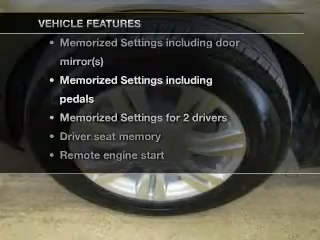 VEHICLE FEATURES
• Memorized Settings including door
mirror(s)
• Memorized Settings including
pedals
• Memorized Settings for 2 drivers
• Driver seat memory
• Remote engine start